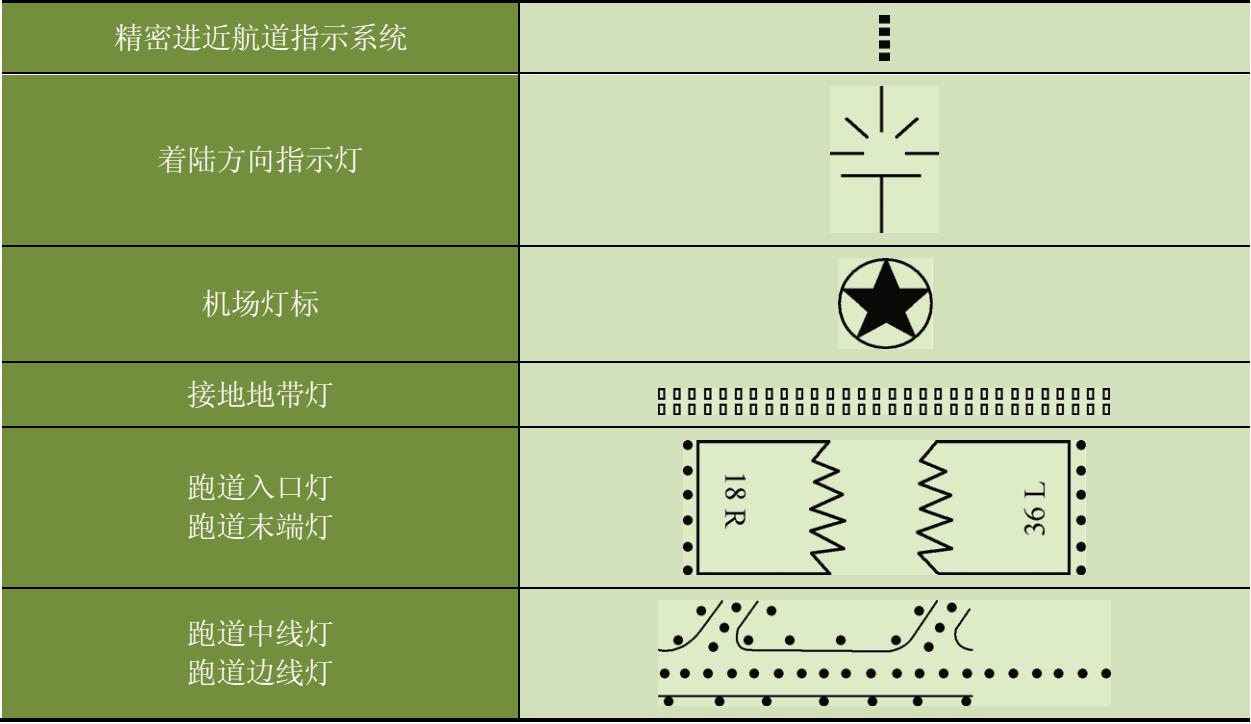 精密进近航道指示系统
着陆方向指示灯
机场灯标
接地地带灯
跑道入口灯
跑道末端灯
18 R
36 L
跑道中线灯
跑道边线灯